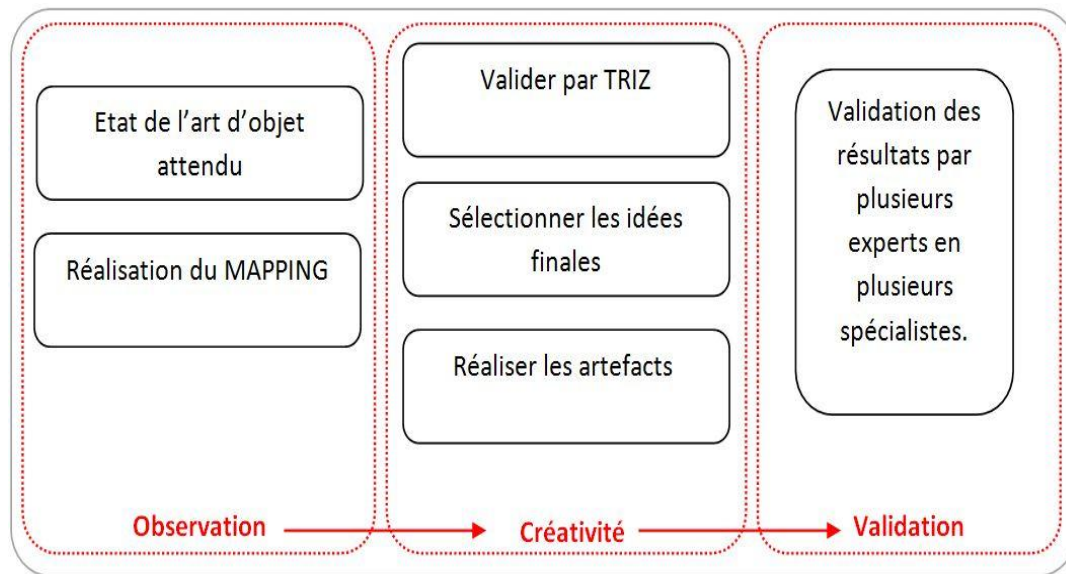 Etat de l’art d’objet
attendu
Réalisation du MAPPING
Valider par TRIZ
Sélectionner les idées
finales
Réaliser les artefacts
Validation des
résultats par
plusieurs
experts en
plusieurs
spécialistes.
Observation
Créativité
Validation